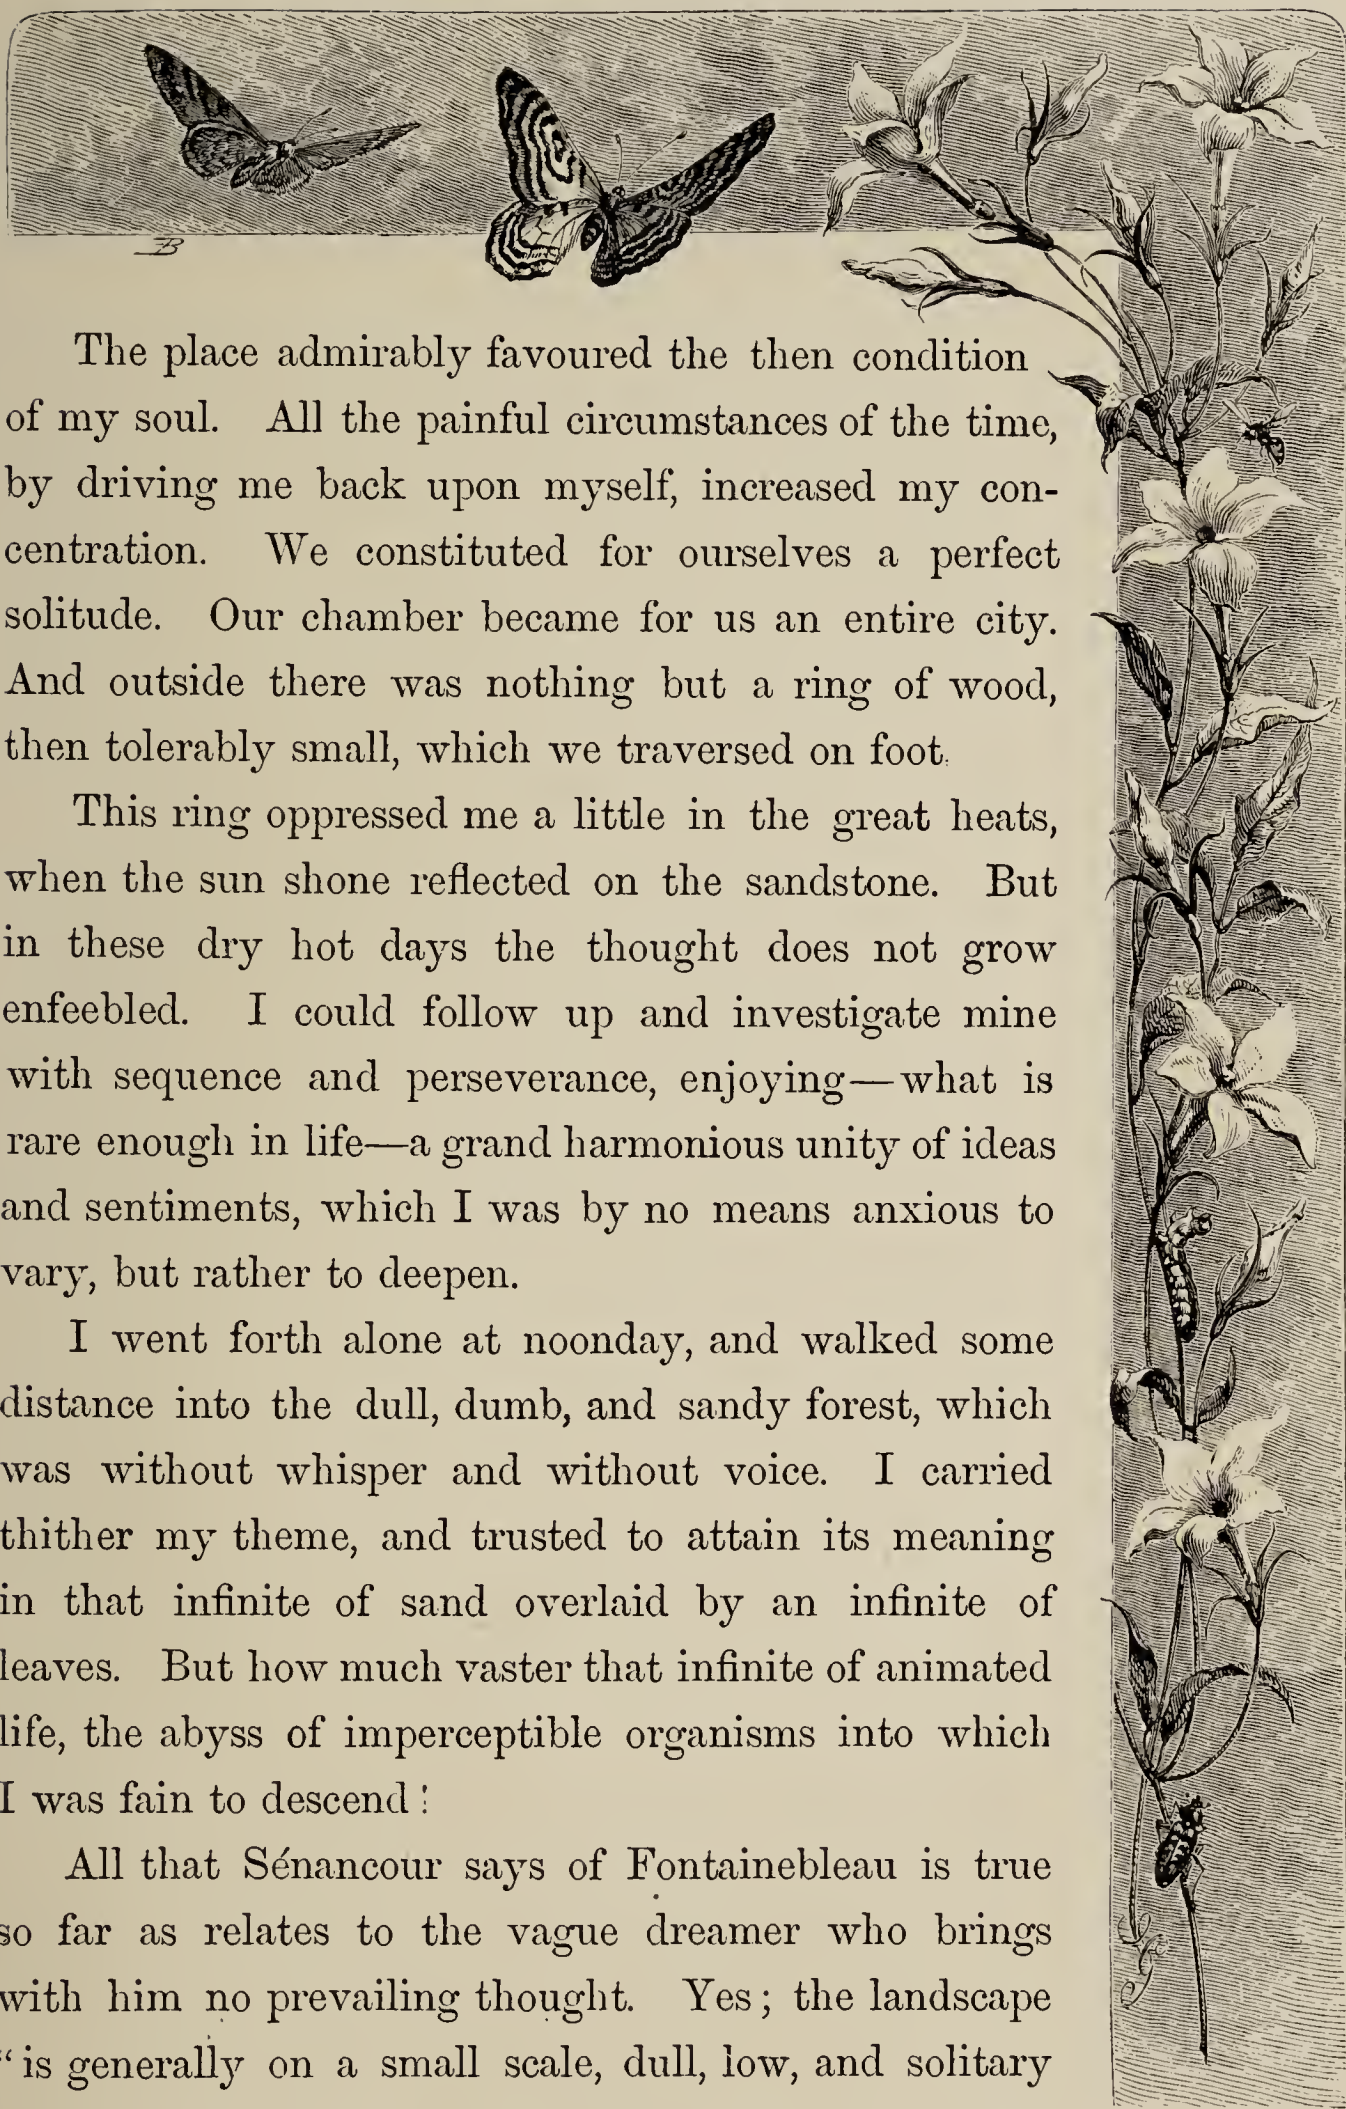 The place admirably favoured the then condition
of my soul. All the painful circumstances of the time,
by driving me back upon myself, increased my con-
centration. We constituted for ourselves a perfect
solitude. Our chamber became for us an entire city.
And outside there was nothing but a ring of wood,
then tolerably small, which we traversed on foot.
This ring oppressed me a little in the great heats,
when the sun shone reflected on the sandstone. But
in these dry hot days the thought does not grow
enfeebled. I could follow up and investigate mine
with sequence and perseverance, enjoying—what is
rare enough in life—a grand harmonious unity of ideas
and sentiments, which I was by no means anxious to
vary, but rather to deepen.
I went forth alone at noonday, and walked some
distance into the dull, dumb, and sandy forest, which
was without whisper and without voice. I carried
thither my theme, and trusted to attain its meaning
in that infinite of sand overlaid by an infinite of
leaves. But how much vaster that infinite of animated
life, the abyss of imperceptible organisms into which
I was fain to descend!
All that Sénancour says of Fontainebleau is true
so far as relates to the vague dreamer who brings
with him no prevailing thought. Yes; the landscape
“is generally on a small scale, dull, low, and solitary